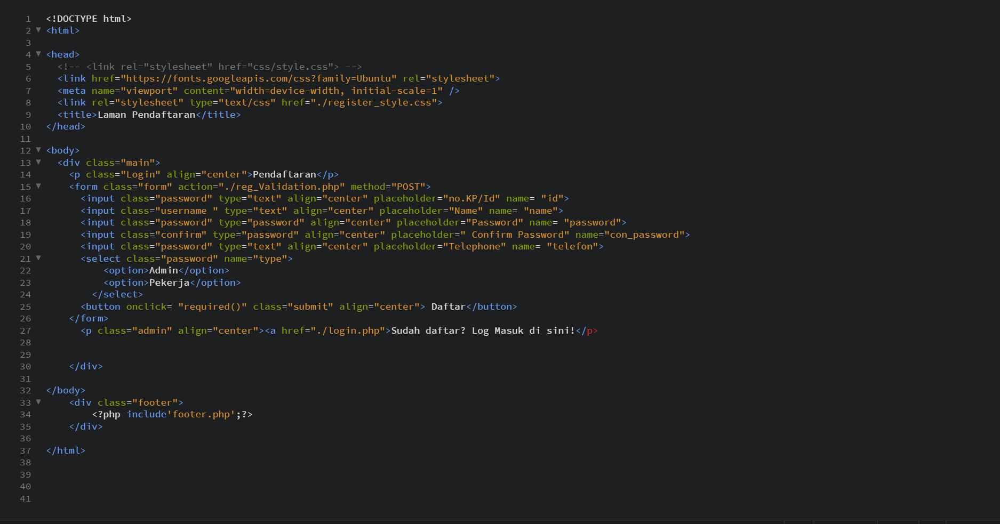 1 <!DOCTYPE html>
2 <html>
3
4 <head>
5 <!-- <link rel="stylesheet" href="css/style.css"> -->
6 <link href="https://fonts.googleapis.com/css?family=Ubuntu" rel="stylesheet">
7 <meta name="viewport" content="width=device-width, initial-scale=1" />
8 <link rel="stylesheet" type="text/css" href="./register_style.css">
9 <title>Laman Pendaftaran</title>
10 </head>
11
12 <body>
13 <div class="main">
14 <p class="Login" align="center">Pendaftaran</p>
15 <form class="form" action="./reg_Validation.php" method="POST">
16 <input class="password" type="text" align="center" placeholder="no.KP/Id" name= "id">
17 <input class="username " type="text" align="center" placeholder="Name" name= "name">
18 <input class="password" type="password" align="center" placeholder="Password" name= "password">
19 <input class="confirm" type="password" align="center" placeholder=" Confirm Password" name="con_password">
20 <input class="password" type="text" align="center" placeholder="Telephone" name= "telefon">
21 <select class="password" name="type">
22 <option>Admin</option>
23 <option>Pekerja</option>
24 </select>
25 <button onclick= "required()" class="submit" align="center"> Daftar</button>
26 </form>
27 <p class="admin" align="center"><a href="./login.php">Sudah daftar? Log Masuk di sini!</p>
28
29
30 </div>
31
32 </body>
33 <div class="footer">
34 <?php include'footer.php';?>
35 </div>
36
37 </html>
38
39
40
41